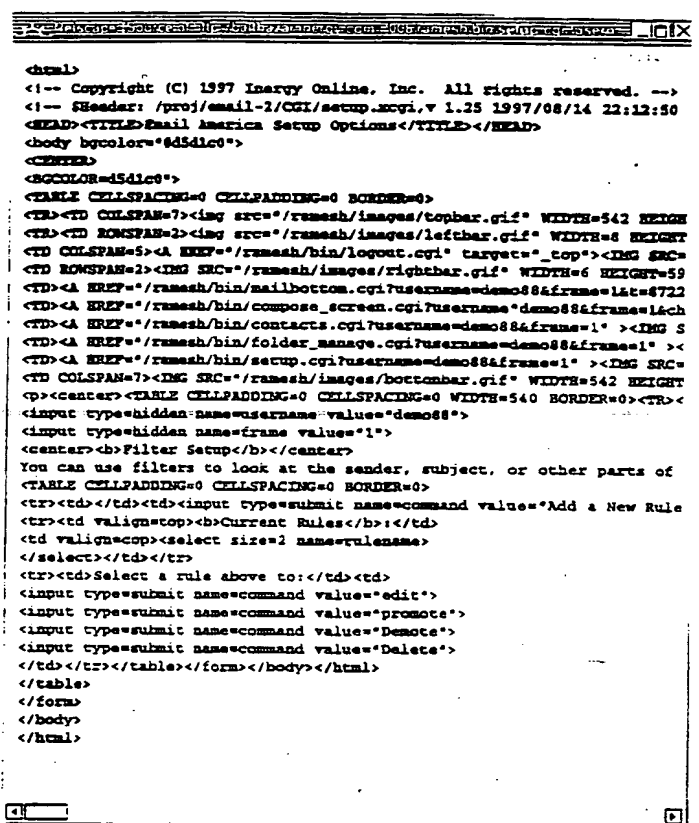 <html>
<!-- Copyright (C) 1997 Inergy Online, Inc. All rights reserved. -->
<!-- $Header: /proj/email-2/CGI/setup.xcgi,v 1.25 1997/08/14 22:12:50
<HEAD><TITLE>Email America Setup Options</TITLE></HEAD>
<body bgcolor="#d5d1c0">
<CENTER>
<BGCOLOR=d5d1c0">
<TABLE CELLSPACING=0 CELLPADDING=0 BORDER=0>
<TR><TD COLSPAN=7><img src="/ramesh/images/topbar.gif" WIDTH=542 HEIGH
<TR><TD ROWSPAN=2><img src="/ramesh/images/leftbar.gif" WIDTH=8 HEIGHT
<TD COLSPAN=5><A HREF="/ramesh/bin/logout.cgi" target="_top"><IMG SRC=
<TD ROWSPAN=2><IMG SRC="/ramesh/images/rightbar.gif" WIDTH=6 HEIGHT=59
<TD><A HREF="/ramesh/bin/mailbottom.cgi?username=demo88&frame=1&t=8722
<TD><A HREF="/ramesh/bin/compose_screen.cgi?username"demo88&frame=1&ch
<TD><A HREF="/ramesh/bin/contacts.cgi?username=demo88&frame=1" ><IMG S
<TD><A HREF="/ramesh/bin/folder_manage.cgi?username=demo88&frame=1" ><
<TD><A HREF="/ramesh/bin/setup.cgi?username=demo88&frame=1" ><IMG SRC=
<TD COLSPAN=7><IMG SRC="/ramesh/images/bottonbar.gif" WIDTH=542 HEIGHT
<p><center><TABLE CELLPADDING=0 CELLSPACING=0 WIDTH=540 BORDER=0><TR><
<input type=hidden name=username value="demo88">
<input type=hidden name=frame value="1">
<center><b>Filter Setup</b></center>
You can use filters to look at the sender, subject, or other parts of
<TABLE CELLPADDING=0 CELLSPACING=0 BORDER=0>
<tr><td></td><td><input type=submit name=command value="Add a New Rule
<tr><td valign=top><b>Current Rules</b>:</td>
<td valign=top><select size=2 name=rulename>
</select></td></tr>
<tr><td>Select a rule above to:</td><td>
<input type=submit name=command value="edit">
<input type=submit name=command value="promote">
<input type=submit name=command value="Demote">
<input type=submit name=command value="Delete">
</td></tr></table></form></body></html>
</table>
</form>
</body>
</html>